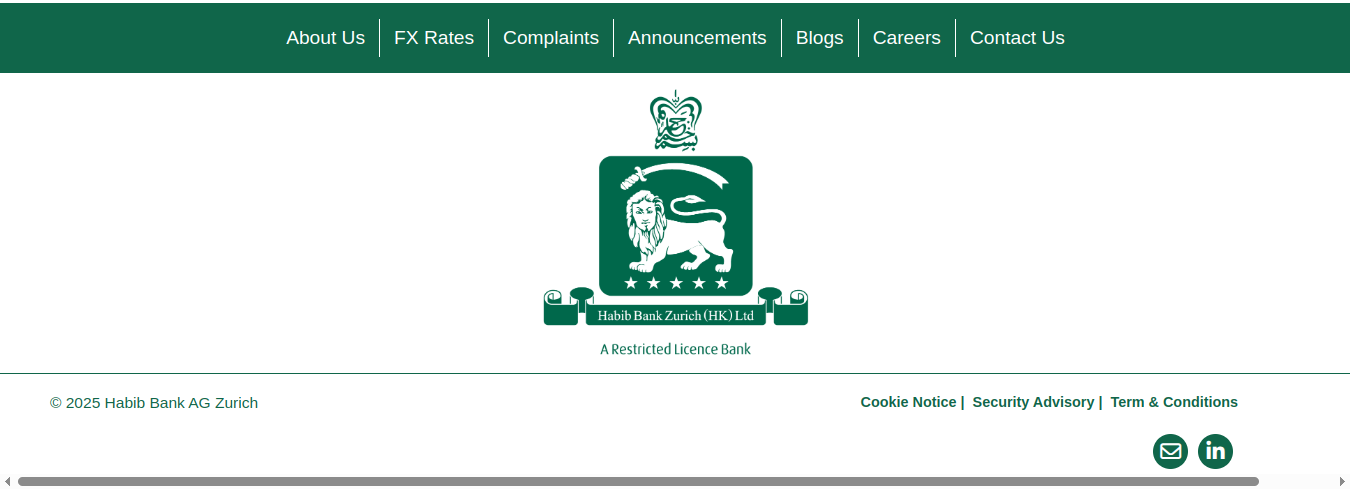 About Us
FX Rates
Complaints
Announcements
Blogs
Careers
Contact Us
Habib Bank Zurich (HK) Ltd
A Restricted Licence Bank
© 2025 Habib Bank AG Zurich
Cookie Notice | Security Advisory | Term & Conditions
in